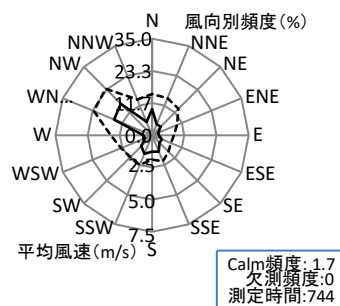 N
風向別頻度(%)
35.0
NNW
NNE
NW
23.3
NE
WN...
11.7
ENE
W
0.0
E
WSW
2.5
ESE
SW
5.0
SE
SSW
SSE
平均風速(m/s)
7.5
S
Calm頻度: 1.7
欠測頻度:0
測定時間:744